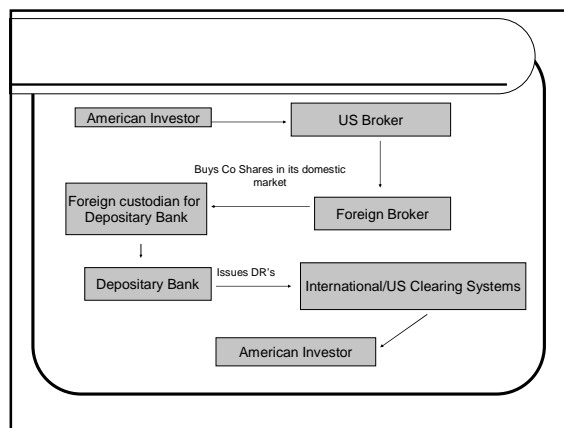 American Investor
US Broker
Buys Co Shares in its domestic
market
Foreign custodian for
Depositary Bank
Foreign Broker
Depositary Bank
Issues DR's
International/US Clearing Systems
American Investor